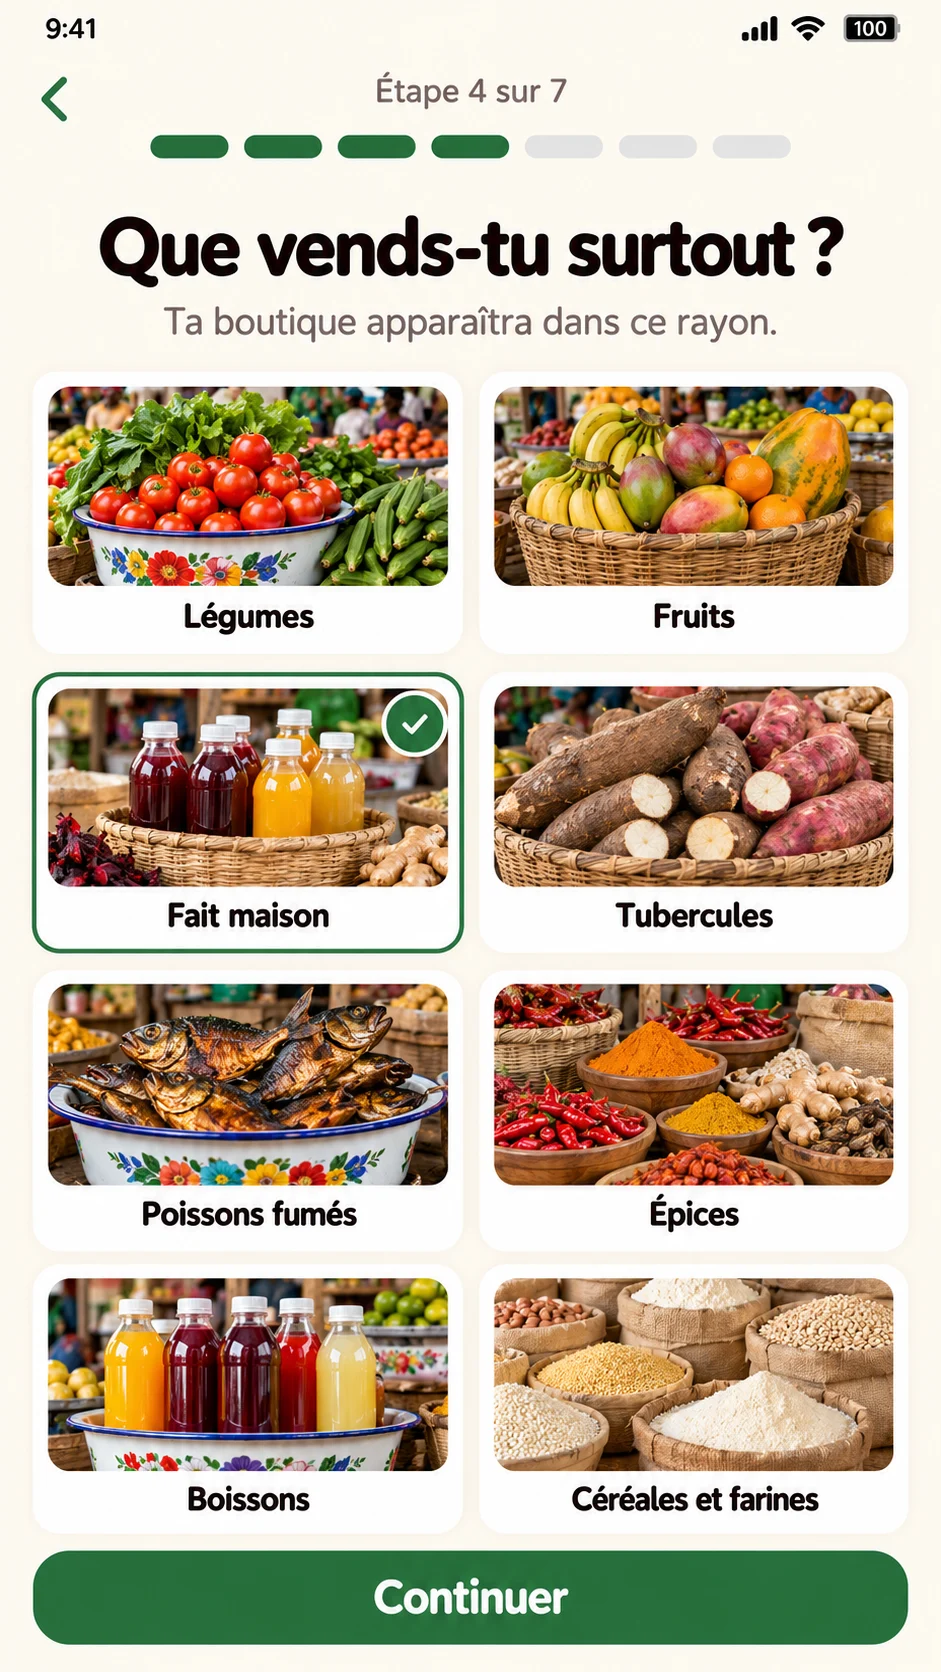 9:41
100
Étape 4 sur 7
Que vends-tu surtout ?
Ta boutique apparaîtra dans ce rayon.
Légumes
Fruits
Fait maison
Tubercules
Poissons fumés
Épices
Boissons
Céréales et farines
Continuer